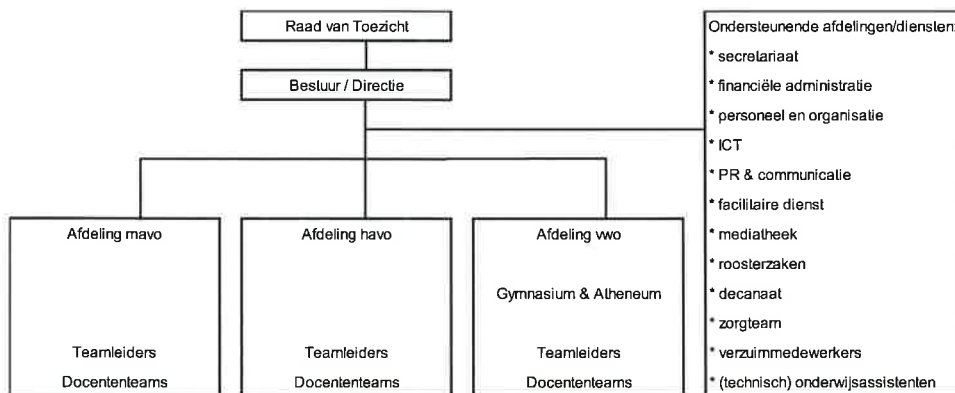 Raad van Toezicht
Bestuur / Directie
Afdeling mavo
Teamleiders
Docententeams
Afdeling havo
Teamleiders
Docententeams
Afdeling vwo
Gymnasium & Atheneum
Teamleiders
Docententeams
Ondersteunende afdelingen/diensten:
* secretariaat
* financiële administratie
* personeel en organisatie
* ICT
* PR & communicatie
* facilitaire dienst
* mediatheek
* roosterzaken
* decanaat
* zorgteam
* verzuimmedewerkers
* (technisch) onderwijsassistenten